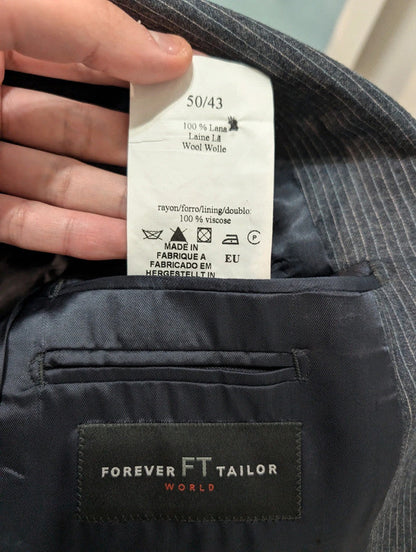 50/43
100 % Lana
Laine Lã
Wool Wolle
rayon/forro/lining/doublo:
100 % viscose
P
MADE IN
FABRIQUE A
FABRICADO EM
HERGESTELLT IN
EU
FOREVER FT TAILOR
WORLD